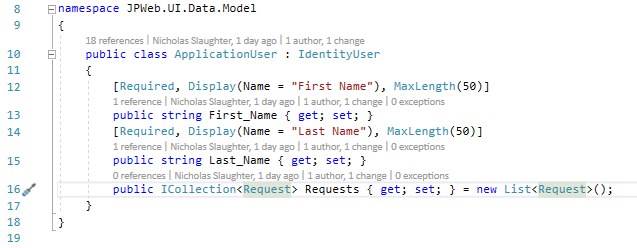 8 namespace JPWeb.UI.Data.Model
9 {
18 references | Nicholas Slaughter, 1 day ago | 1 author, 1 change
10 public class ApplicationUser : IdentityUser
11 {
12 [Required, Display(Name = "First Name"), MaxLength(50)]
1 reference | Nicholas Slaughter, 1 day ago | 1 author, 1 change | 0 exceptions
13 public string First_Name { get; set; }
14 [Required, Display(Name = "Last Name"), MaxLength(50)]
1 reference | Nicholas Slaughter, 1 day ago | 1 author, 1 change | 0 exceptions
15 public string Last_Name { get; set; }
0 references | Nicholas Slaughter, 1 day ago | 1 author, 1 change | 0 exceptions
16 public ICollection<Request> Requests { get; set; } = new List<Request>();
17 }
18 }
19